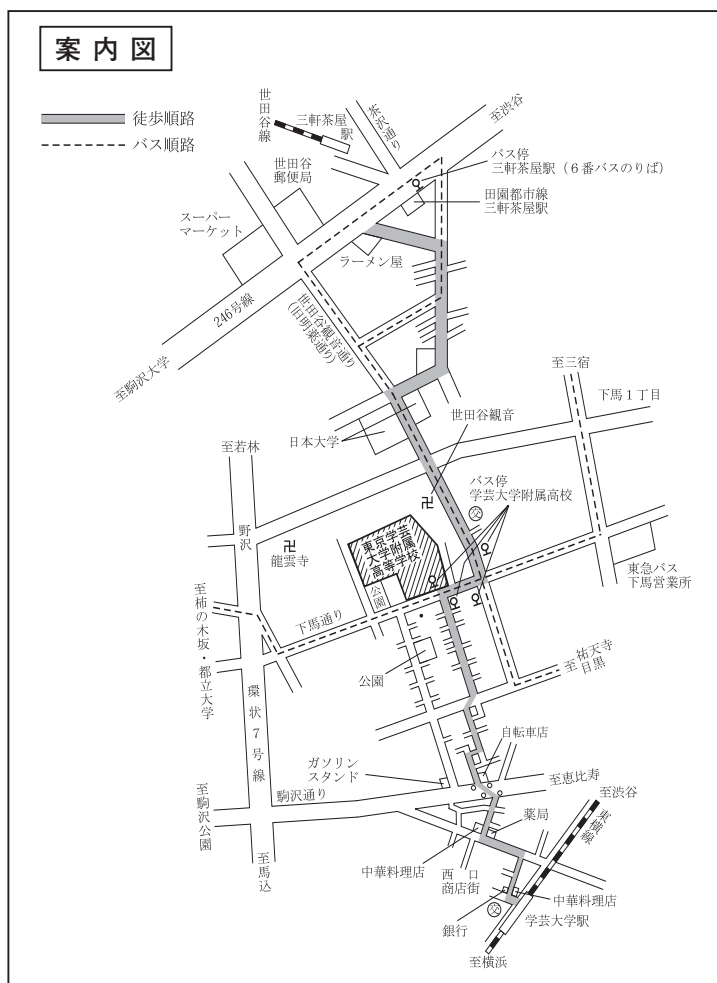 案内図
徒歩順路
バス順路
世田谷線
三軒茶屋駅
茶沢通り
至渋谷
バス停
三軒茶屋駅（6番バスのりば）
田園都市線
三軒茶屋駅
世田谷
郵便局
スーパー
マーケット
ラーメン屋
246号線
世田谷観音通り
（旧明薬通り）
至駒沢大学
至三宿
下馬1丁目
世田谷観音
日本大学
至若林
バス停
学芸大学附属高校
卍
交
野沢
卍
龍雲寺
東京学芸
大学附属
高等学校
公園
東急バス
下馬営業所
至柿の木坂・都立大学
下馬通り
公園
至
祐天寺
目黒
環状7号線
自転車店
ガソリン
スタンド
至恵比寿
駒沢通り
至駒沢公園
至渋谷
東横線
薬局
至馬込
中華料理店
西口
商店街
中華料理店
交
銀行
学芸大学駅
至横浜